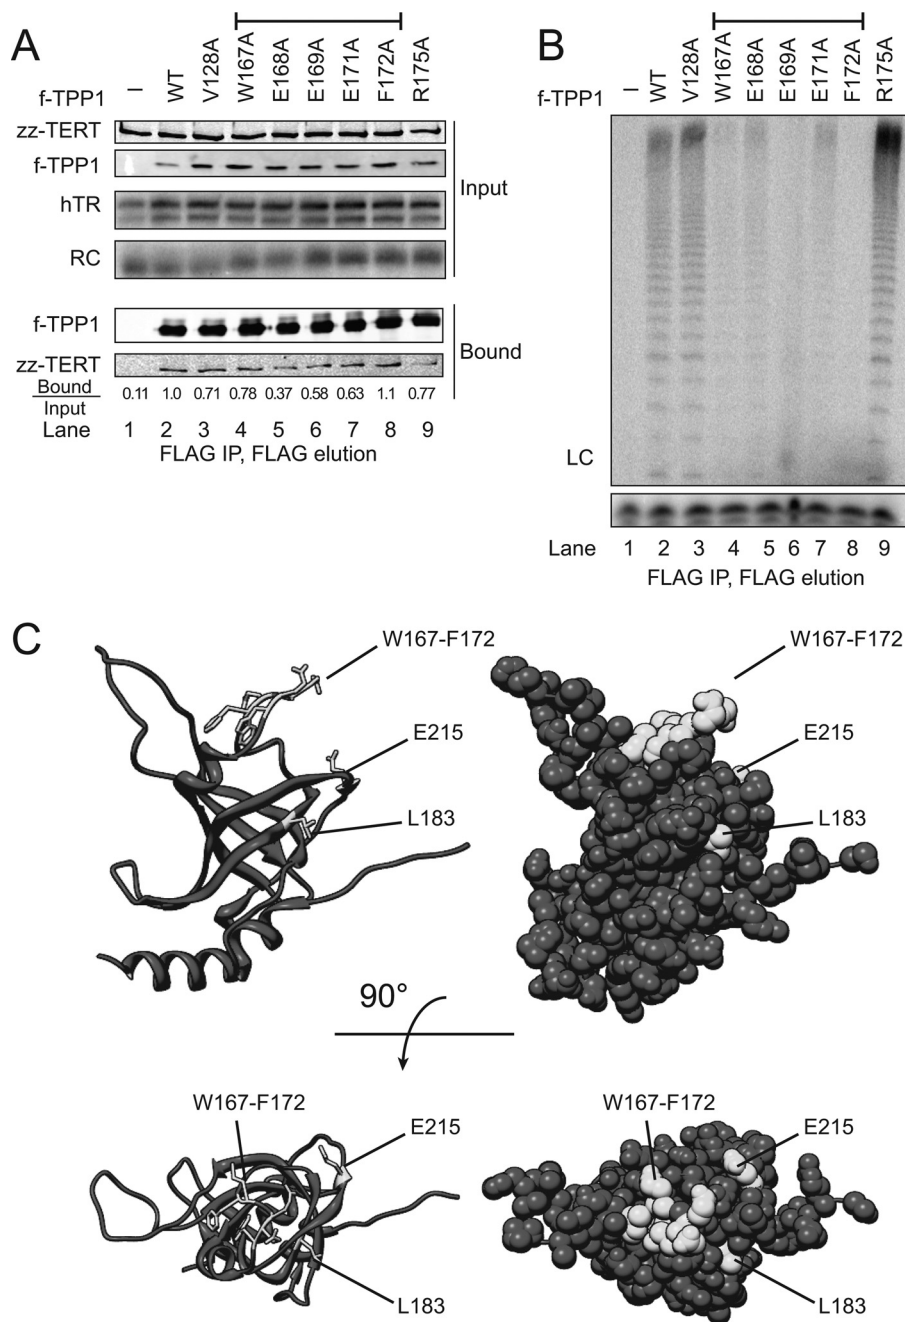 A
f-TPP1 – WT V128A W167A E168A E169A E171A F172A R175A
zz-TERT
f-TPP1
hTR
RC
Input
f-TPP1
zz-TERT
Bound
Bound
Input
0.11 1.0 0.71 0.78 0.37 0.58 0.63 1.1 0.77
Lane 1 2 3 4 5 6 7 8 9
FLAG IP, FLAG elution
B
f-TPP1 – WT V128A W167A E168A E169A E171A F172A R175A
LC
Lane 1 2 3 4 5 6 7 8 9
FLAG IP, FLAG elution
C
W167-F172
E215
L183
W167-F172
E215
L183
90°
W167-F172
E215
L183
W167-F172
E215
L183